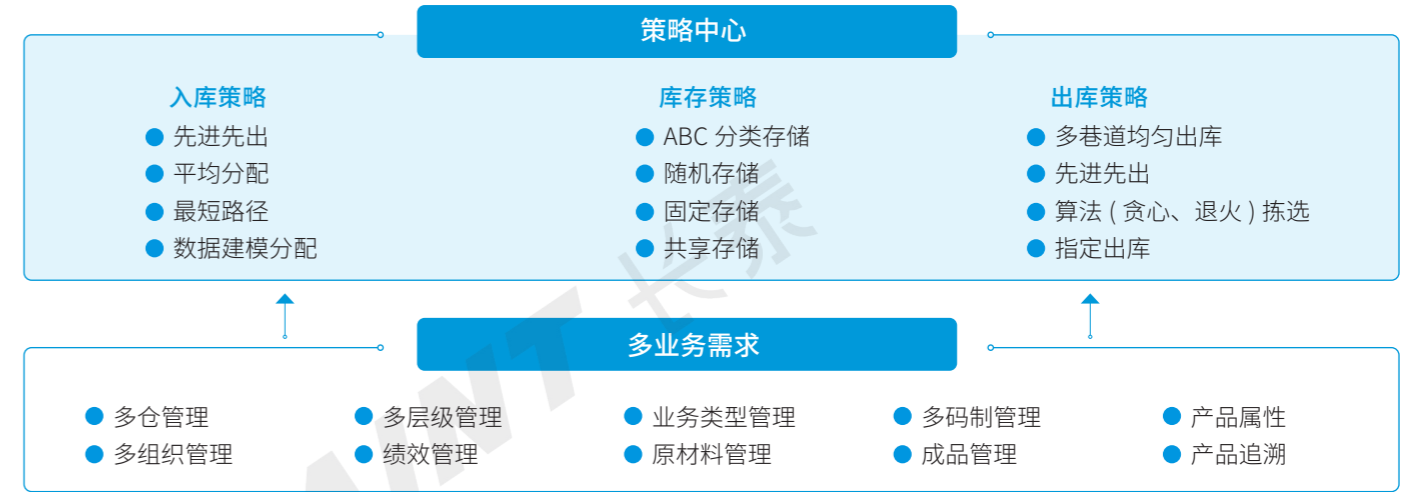 策略中心
入库策略
先进先出
平均分配
最短路径
数据建模分配
库存策略
ABC 分类存储
随机存储
固定存储
共享存储
出库策略
多巷道均匀出库
先进先出
算法 ( 贪心、退火 ) 拣选
指定出库
多业务需求
多仓管理
多层级管理
业务类型管理
多码制管理
产品属性
多组织管理
绩效管理
原材料管理
成品管理
产品追溯
长泰